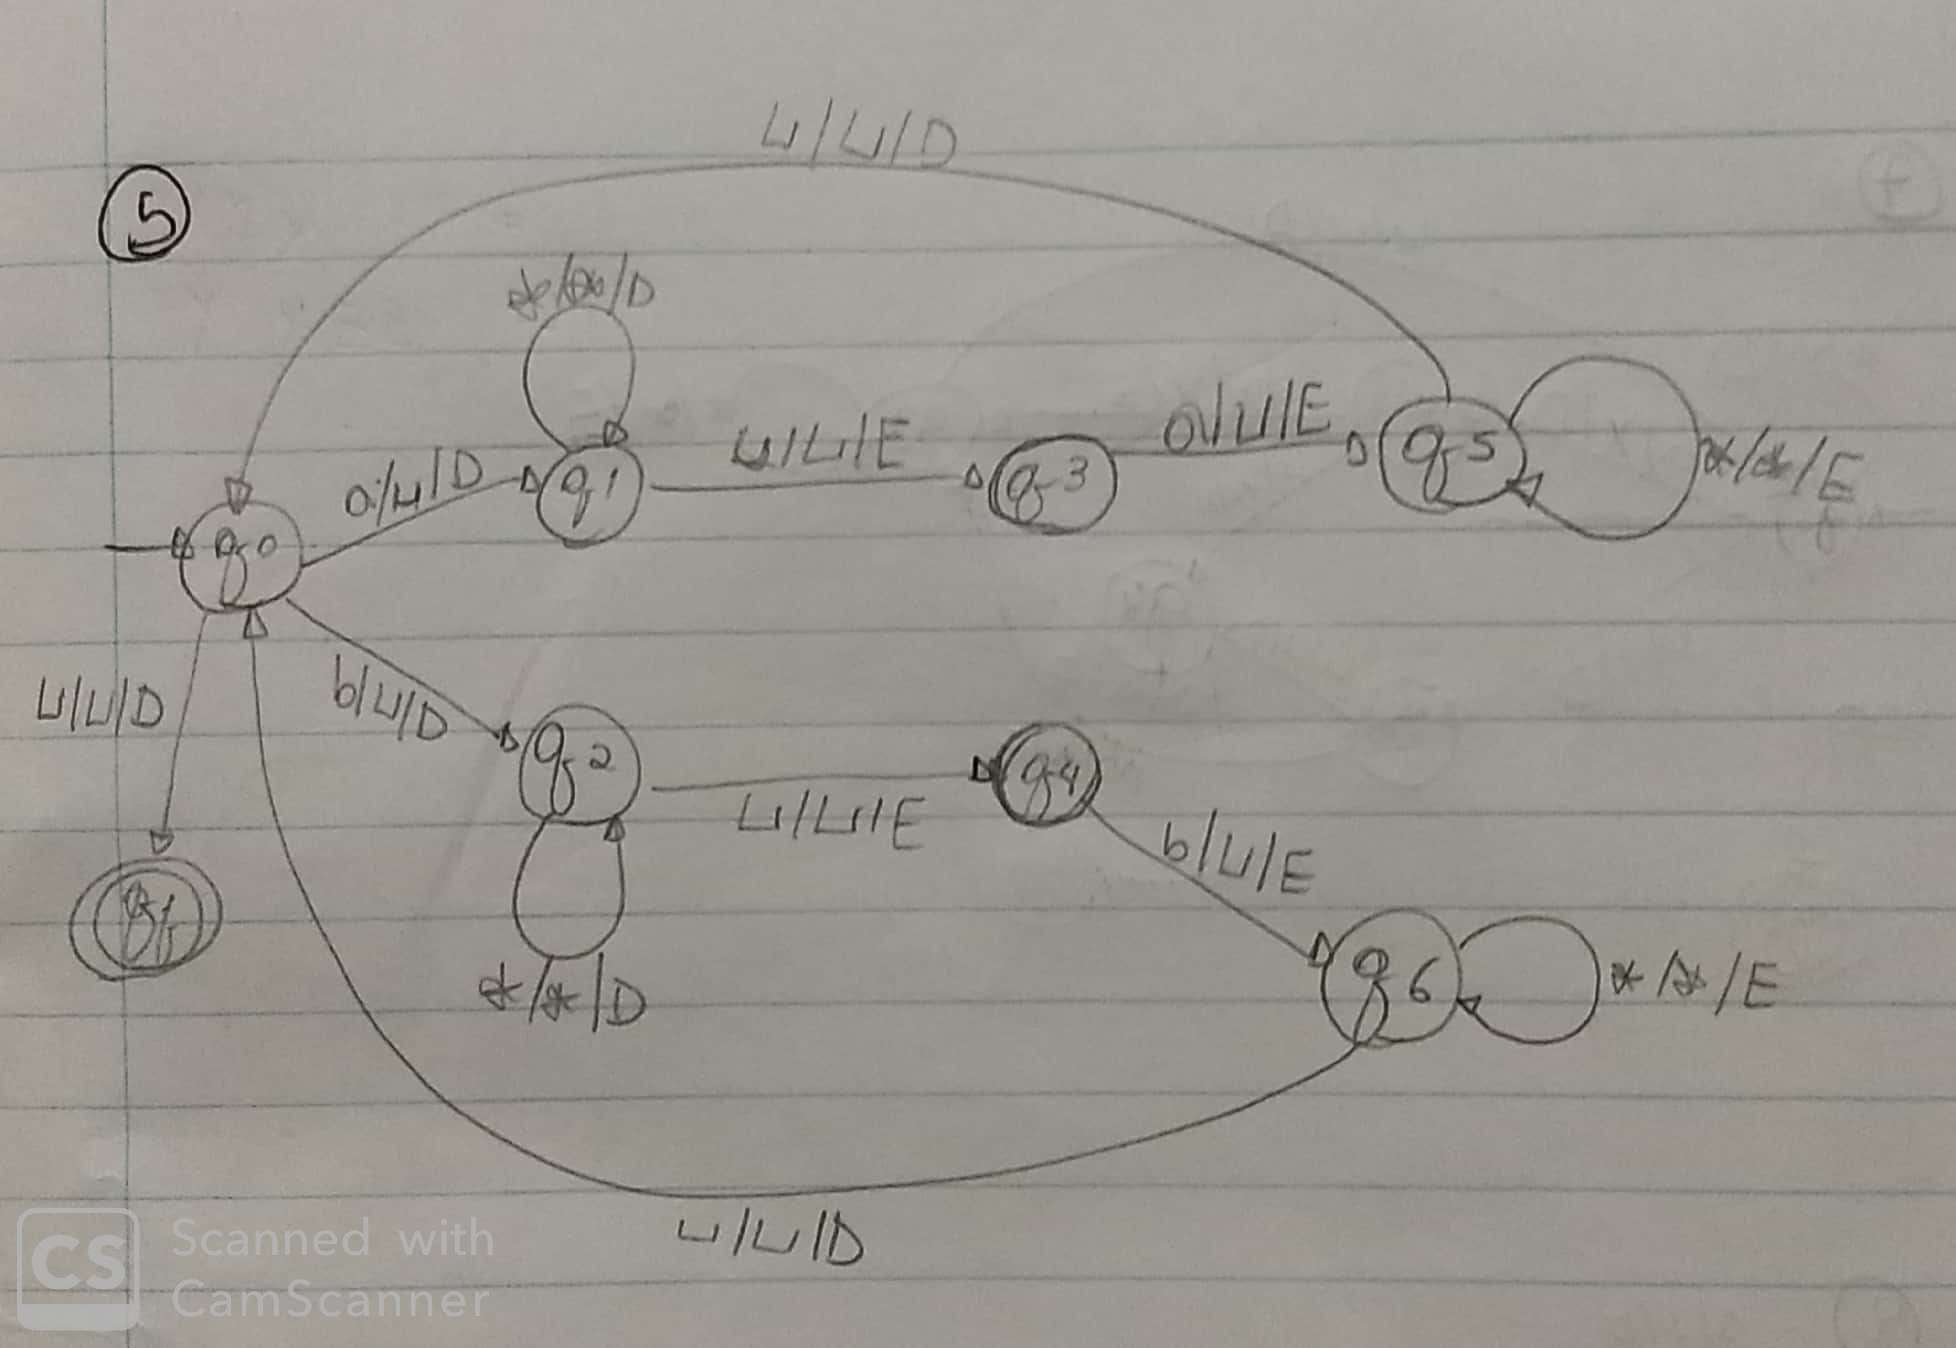 ⊔/⊔/D
5
*/*/D
a/⊔/D
q1
⊔/⊔/E
q3
a/⊔/E
q5
*/*/E
q0
⊔/⊔/D
b/⊔/D
q2
⊔/⊔/E
q4
b/⊔/E
qf
*/*/D
q6
*/*/E
⊔/⊔/D
CS
Scanned with
CamScanner